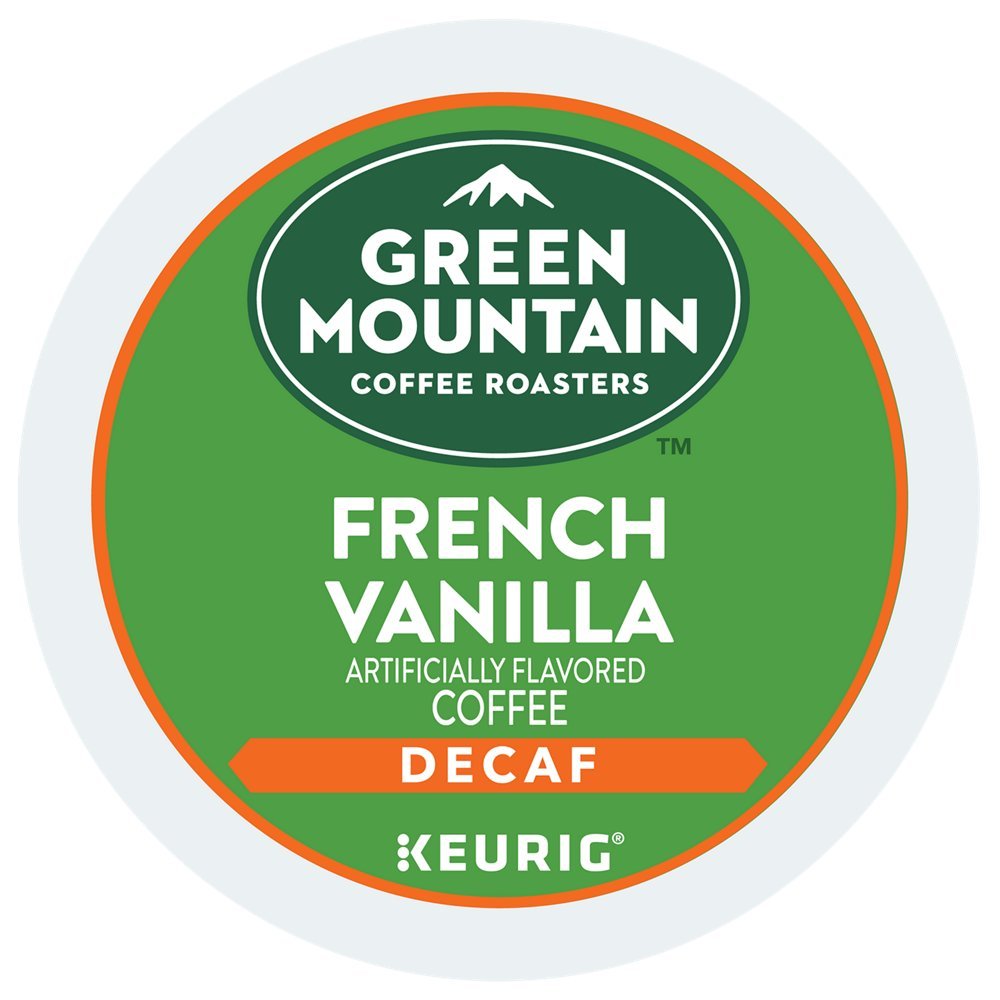 GREEN
MOUNTAIN
COFFEE ROASTERS
TM
FRENCH
VANILLA
ARTIFICIALLY FLAVORED
COFFEE
DECAF
KEURIG®